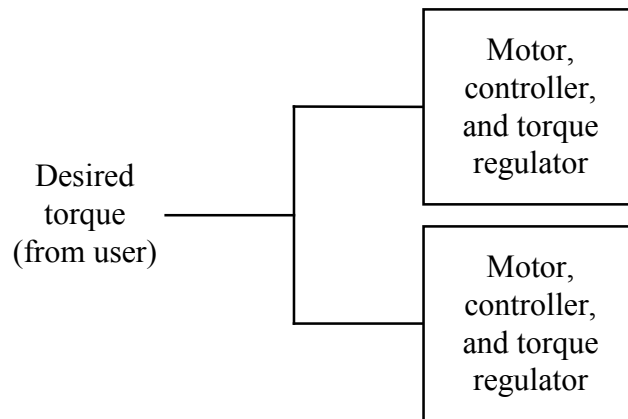 Motor,
controller,
and torque
regulator
Desired
torque
(from user)
Motor,
controller,
and torque
regulator